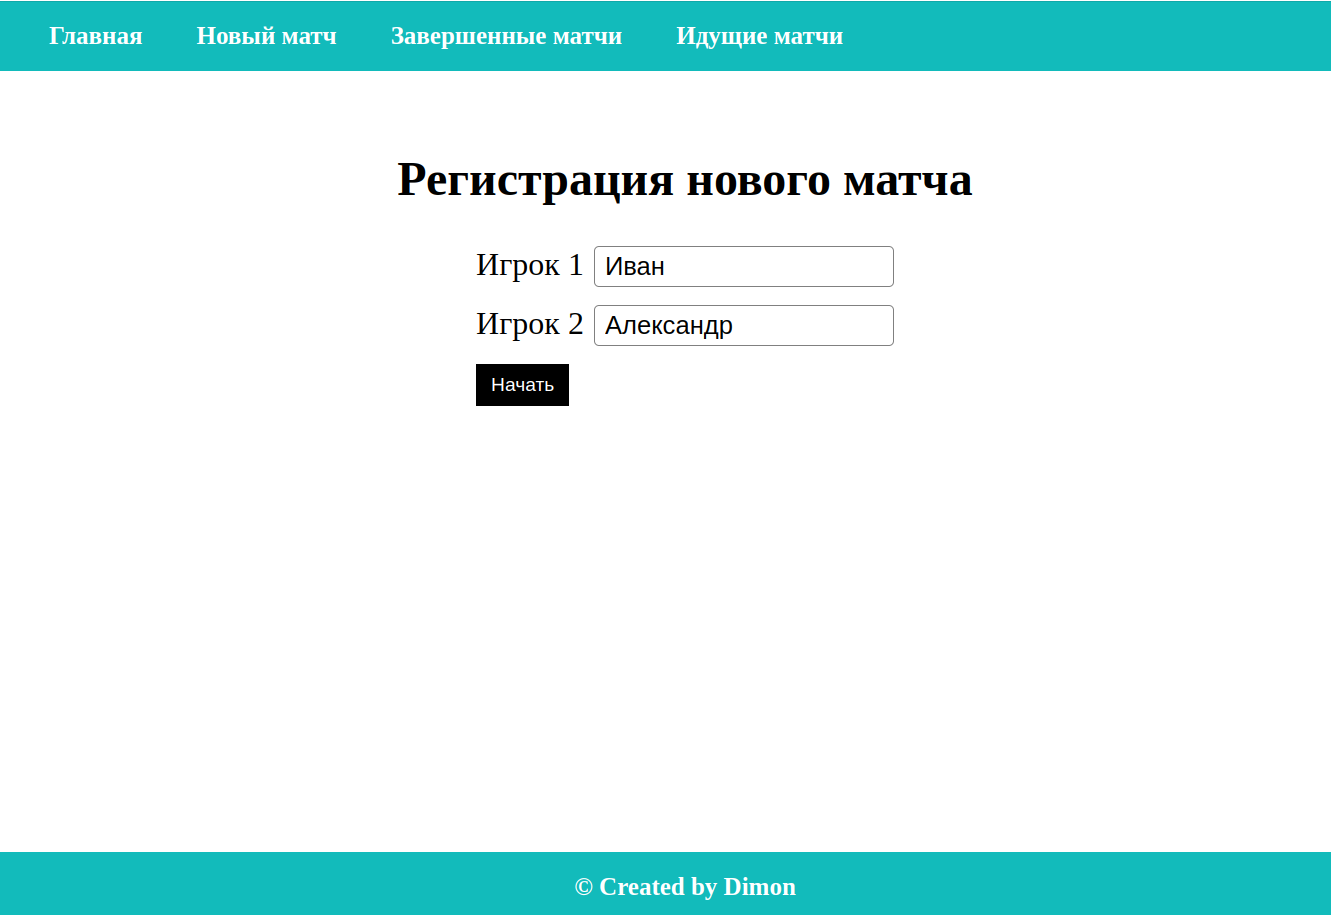 Главная Новый матч Завершенные матчи Идущие матчи
Регистрация нового матча
Игрок 1 Иван
Игрок 2 Александр
Начать
© Created by Dimon